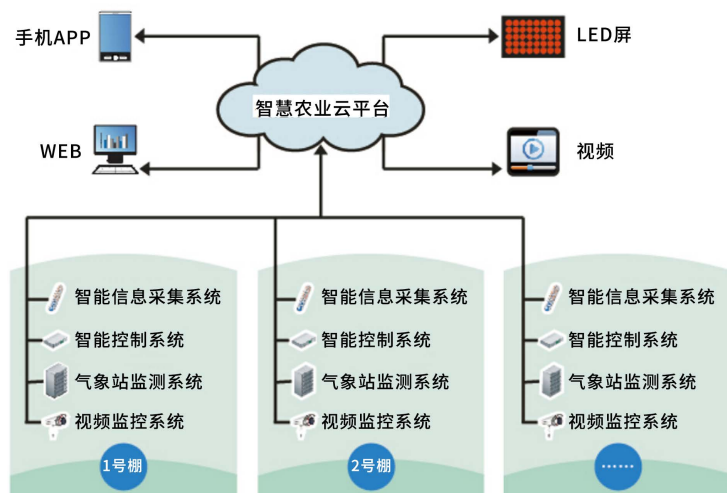 手机APP
LED屏
智慧农业云平台
WEB
视频
智能信息采集系统
智能控制系统
气象站监测系统
视频监控系统
1号棚
智能信息采集系统
智能控制系统
气象站监测系统
视频监控系统
2号棚
智能信息采集系统
智能控制系统
气象站监测系统
视频监控系统
……